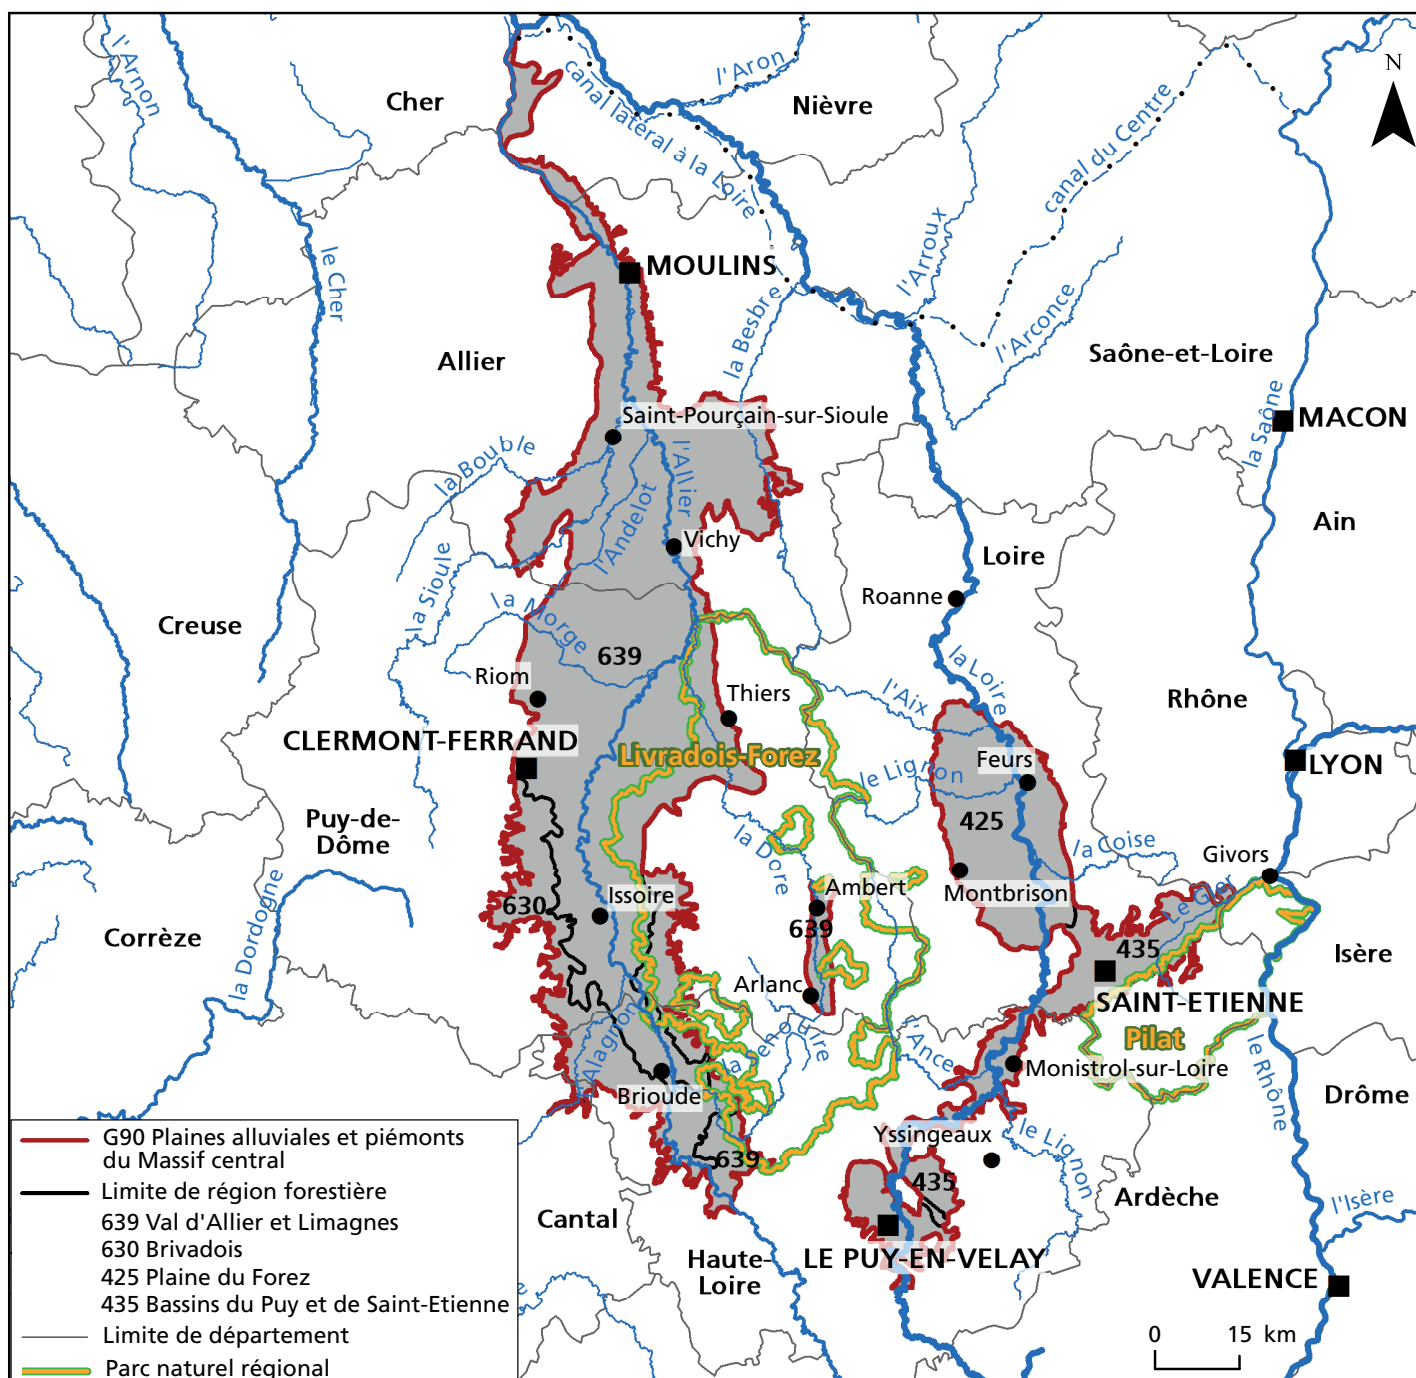 N
l'Arnon
Cher
canal latéral à la Loire
l'Aron
Nièvre
canal du Centre
le Cher
MOULINS
la Besbre
l'Arroux
l'Arconce
Allier
Saône-et-Loire
la Saône
MACON
Saint-Pourçain-sur-Sioule
la Bouble
l'Allier
l'Andelot
Ain
Vichy
Loire
la Sioule
Roanne
la Morge
Creuse
639
la Loire
Riom
Thiers
l'Aix
Rhône
CLERMONT-FERRAND
Livradois-Forez
Feurs
le Lignon
LYON
Puy-de-
Dôme
425
la Dore
la Coise
Givors
Ambert
Montbrison
Issoire
630
Le Gier
639
Corrèze
la Dordogne
435
Isère
Arlanc
SAINT-ETIENNE
l'Alagnon
la Senouire
l'Ance
Pilat
Monistrol-sur-Loire
le Rhône
Brioude
Drôme
Yssingeaux
le Lignon
639
435
Ardèche
l'Isère
Cantal
Haute-
Loire
LE PUY-EN-VELAY
VALENCE
G90 Plaines alluviales et piémonts
du Massif central
Limite de région forestière
639 Val d'Allier et Limagnes
630 Brivadois
425 Plaine du Forez
435 Bassins du Puy et de Saint-Etienne
Limite de département
Parc naturel régional
0 15 km